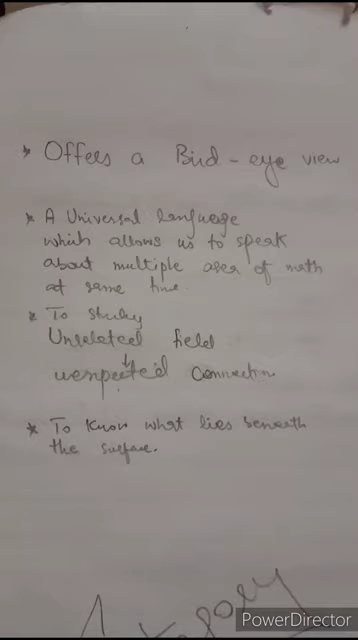 * Offers a Bird-eye view
* A Universal language
which allows us to speak
about multiple area of math
at same time.
* To study
Unrelated field
connection
* To Know what lies beneath
the surface.
PowerDirector